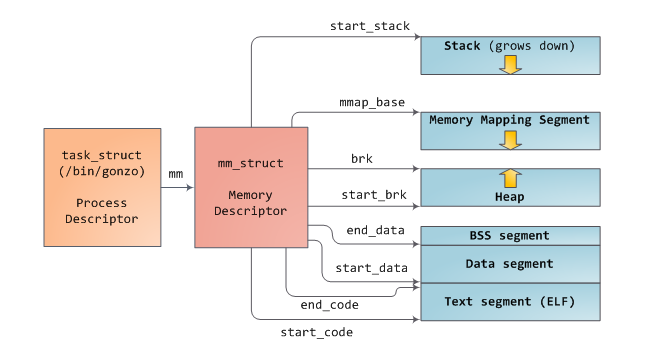 start_stack
Stack (grows down)
mmap_base
Memory Mapping Segment
task_struct
(/bin/gonzo)
Process
Descriptor
mm
mm_struct
Memory
Descriptor
brk
start_brk
Heap
end_data
BSS segment
start_data
Data segment
end_code
Text segment (ELF)
start_code